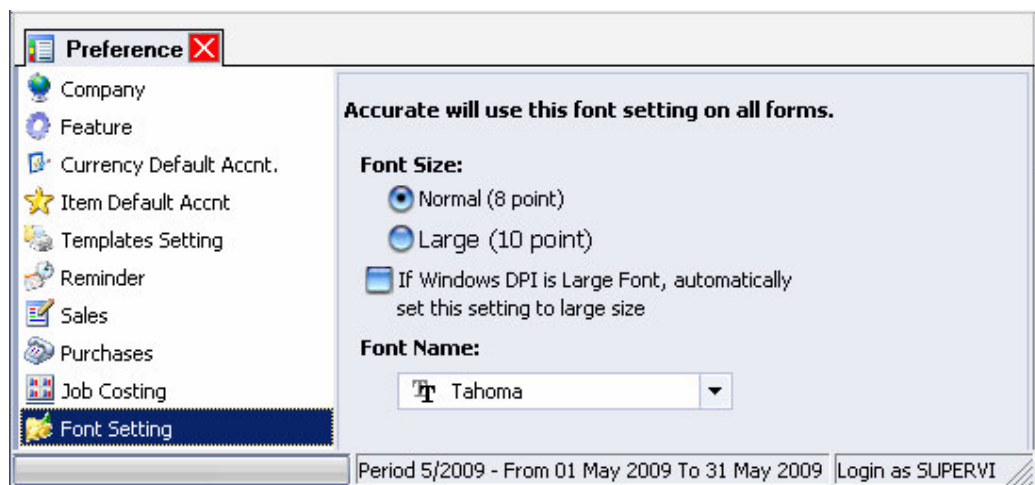 Preference
Company
Feature
Currency Default Accnt.
Item Default Accnt
Templates Setting
Reminder
Sales
Purchases
Job Costing
Font Setting
Accurate will use this font setting on all forms.
Font Size:
Normal (8 point)
Large (10 point)
If Windows DPI is Large Font, automatically
set this setting to large size
Font Name:
Tahoma
Period 5/2009 - From 01 May 2009 To 31 May 2009
Login as SUPERVI